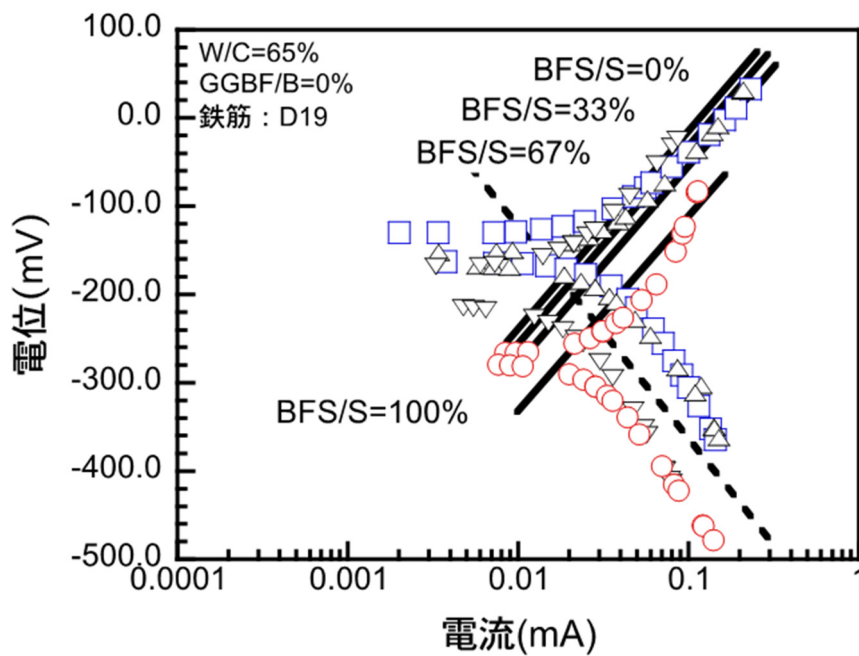 100.0
0.0
-100.0
-200.0
-300.0
-400.0
-500.0
電位(mV)
W/C=65%
GGBF/B=0%
鉄筋：D19
BFS/S=0%
BFS/S=33%
BFS/S=67%
BFS/S=100%
0.0001
0.001
0.01
0.1
1
電流(mA)